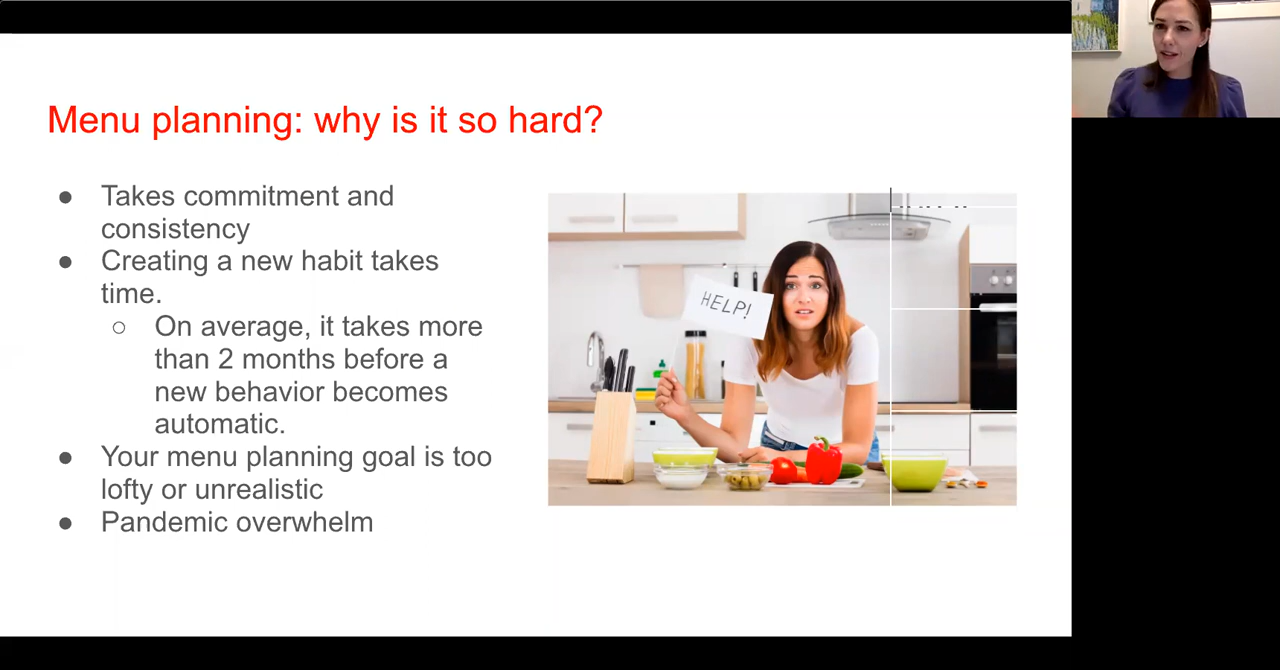 Menu planning: why is it so hard?
● Takes commitment and
consistency
● Creating a new habit takes
time.
○ On average, it takes more
than 2 months before a
new behavior becomes
automatic.
● Your menu planning goal is too
lofty or unrealistic
● Pandemic overwhelm
HELP!